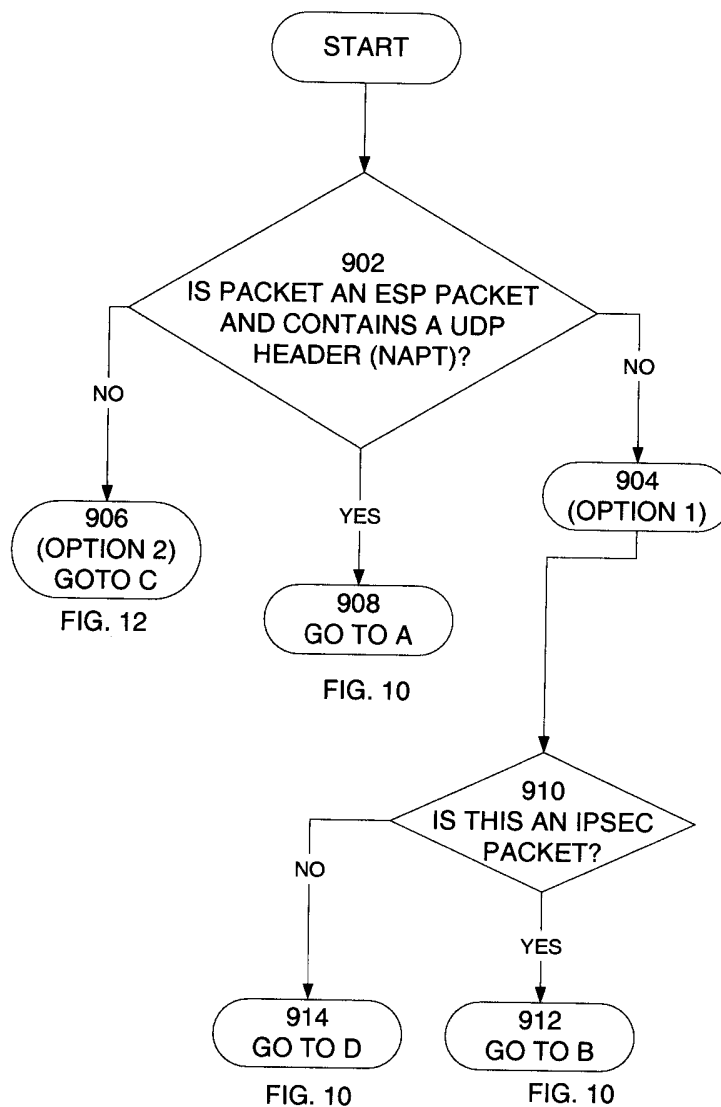 START
902
IS PACKET AN ESP PACKET
AND CONTAINS A UDP
HEADER (NAPT)?
NO
NO
YES
904
(OPTION 1)
906
(OPTION 2)
GOTO C
FIG. 12
908
GO TO A
FIG. 10
910
IS THIS AN IPSEC
PACKET?
NO
YES
914
GO TO D
FIG. 10
912
GO TO B
FIG. 10